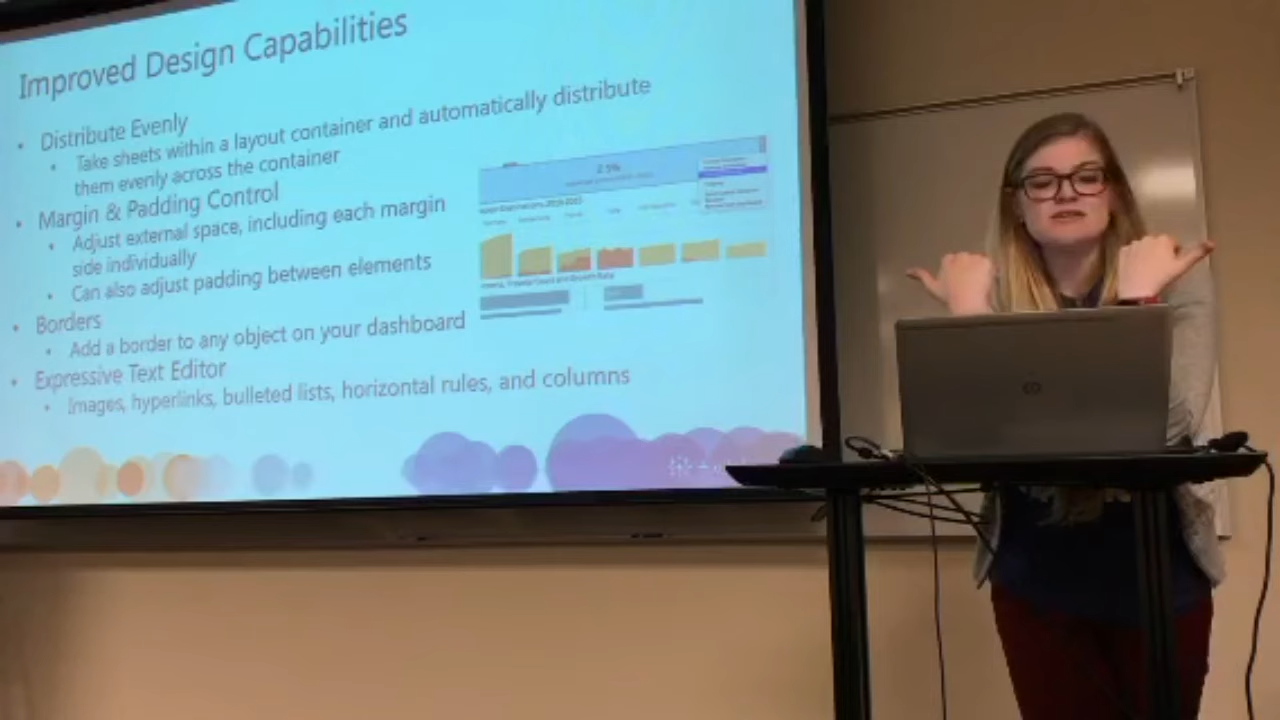 Improved Design Capabilities
• Distribute Evenly
• Take sheets within a layout container and automatically distribute
them evenly across the container
• Margin & Padding Control
• Adjust external space, including each margin
side individually
• Can also adjust padding between elements
• Borders
• Add a border to any object on your dashboard
• Expressive Text Editor
• Images, hyperlinks, bulleted lists, horizontal rules, and columns
hp